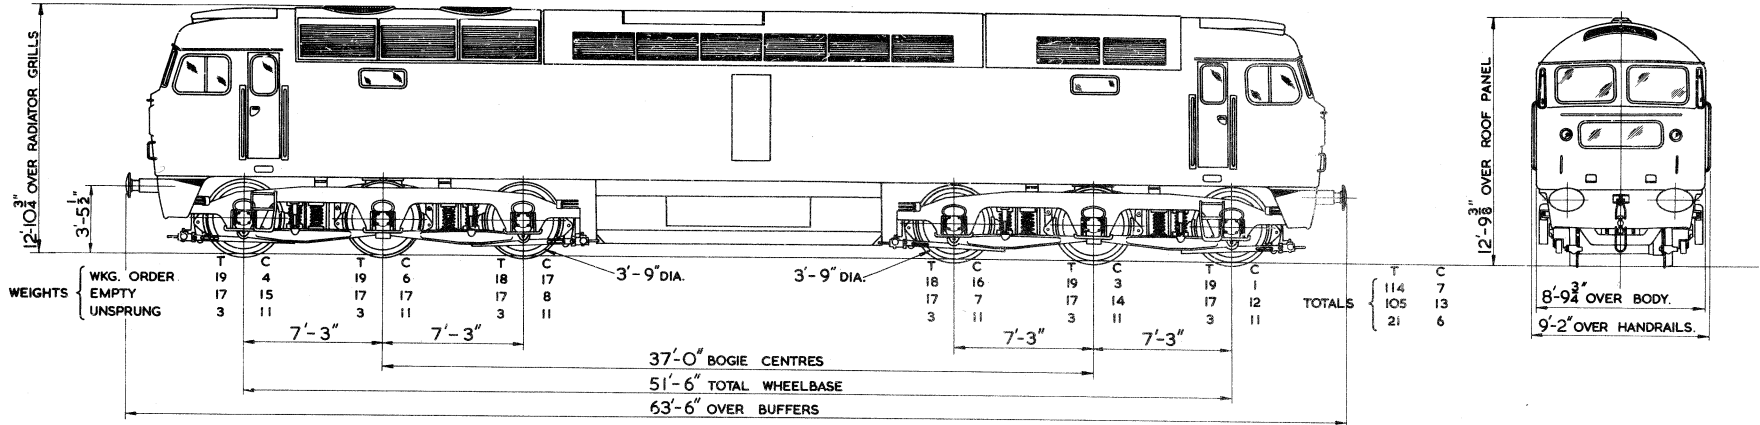 12'-10¾" OVER RADIATOR GRILLS
3'-5½"
12'-9⅜" OVER ROOF PANEL
3'-9" DIA.
3'-9" DIA.
T C T C T C T C T C T C T C
WEIGHTS { WKG. ORDER 19 4 19 6 18 17 18 16 19 3 19 1 TOTALS { 114 7
EMPTY 17 15 17 17 17 8 17 7 17 14 17 12 105 13
UNSPRUNG 3 11 3 11 3 11 3 11 3 11 3 11 21 6
8'-9¾" OVER BODY.
9'-2" OVER HANDRAILS.
7'-3" 7'-3" 7'-3" 7'-3"
37'-0" BOGIE CENTRES
51'-6" TOTAL WHEELBASE
63'-6" OVER BUFFERS